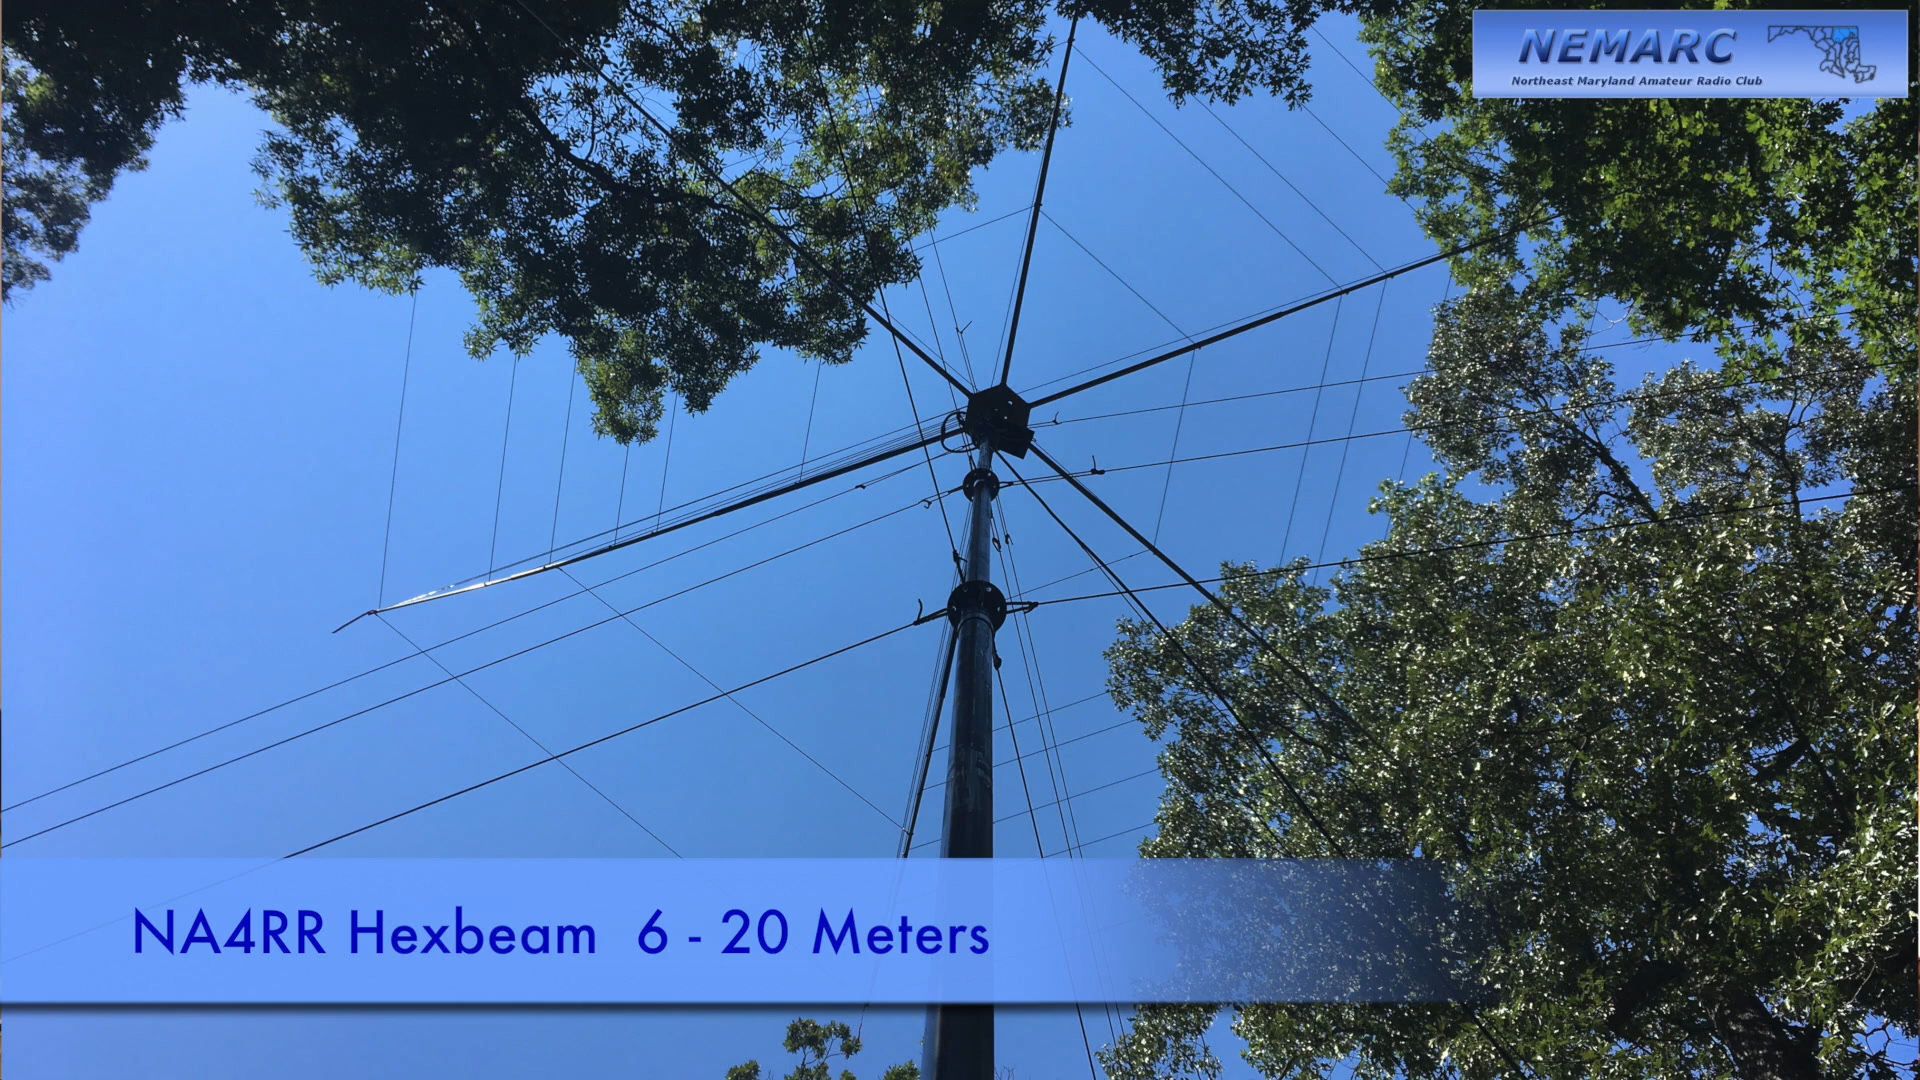 NEMARC
Northeast Maryland Amateur Radio Club
NA4RR Hexbeam 6 - 20 Meters